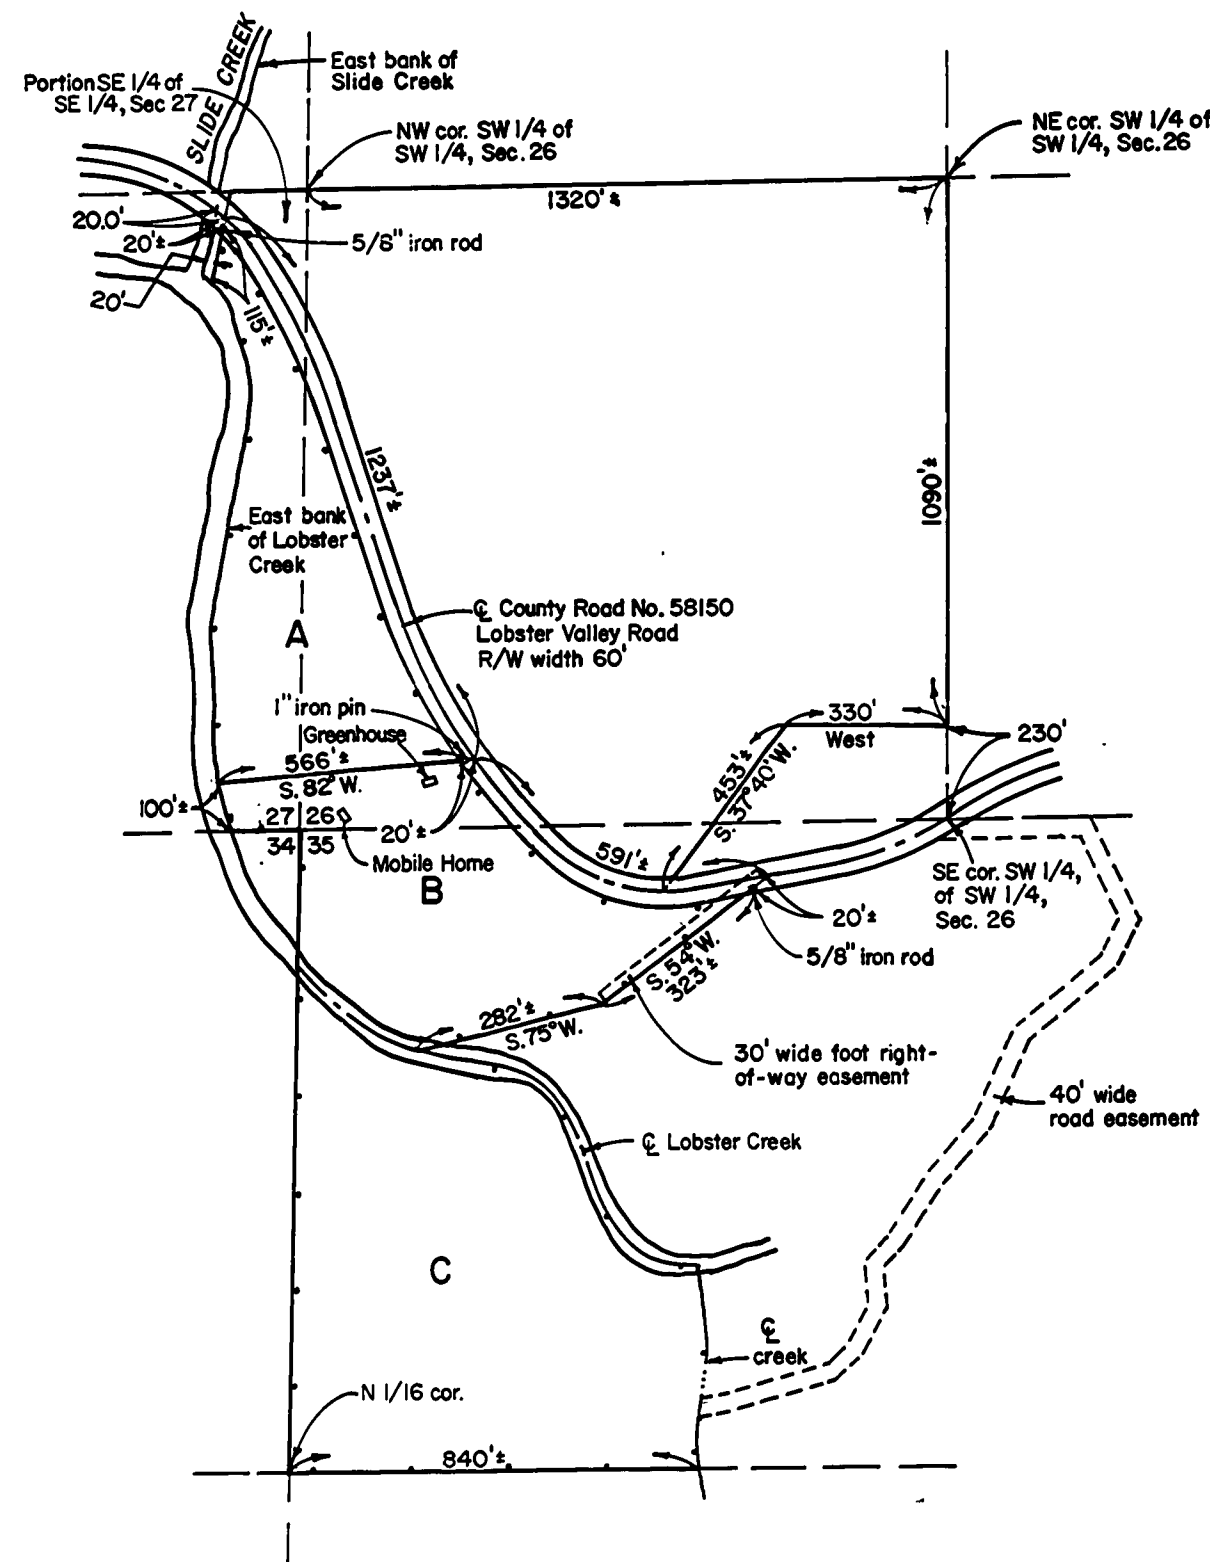 SLIDE CREEK
East bank of
Slide Creek
Portion SE 1/4 of
SE 1/4, Sec 27
NW cor. SW 1/4 of
SW 1/4, Sec. 26
NE cor. SW 1/4 of
SW 1/4, Sec. 26
1320'±
20.0'
20'±
5/8" iron rod
20'
115'±
1237'±
1090'±
East bank
of Lobster
Creek
℄ County Road No. 58150
Lobster Valley Road
R/W width 60'
A
1" iron pin
Greenhouse
330'
West
230'
566'±
S. 82° W.
453'±
S. 37°40' W.
100'±
27 26
34 35
20'±
Mobile Home
591'±
B
SE cor. SW 1/4,
of SW 1/4,
Sec. 26
20'±
5/8" iron rod
S. 54° W.
323'±
282'±
S. 75° W.
30' wide foot right-
of-way easement
40' wide
road easement
℄ Lobster Creek
C
℄
creek
N 1/16 cor.
840'±